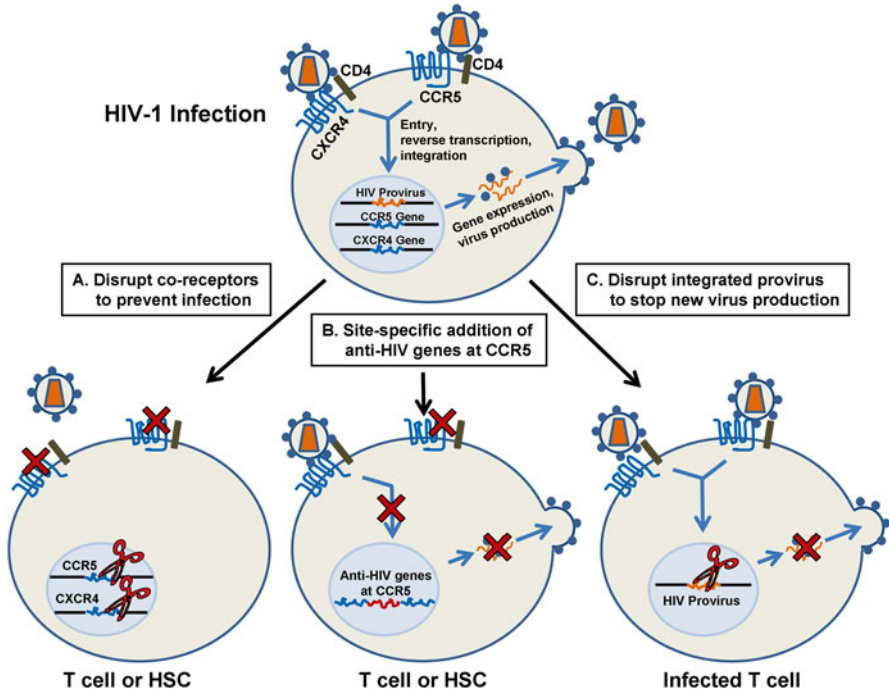 HIV-1 Infection
CD4
CD4
CXCR4
CCR5
Entry,
reverse transcription,
integration
HIV Provirus
CCR5 Gene
CXCR4 Gene
Gene expression,
virus production
A. Disrupt co-receptors
to prevent infection
B. Site-specific addition of
anti-HIV genes at CCR5
C. Disrupt integrated provirus
to stop new virus production
CCR5
CXCR4
T cell or HSC
Anti-HIV genes
at CCR5
T cell or HSC
HIV Provirus
Infected T cell